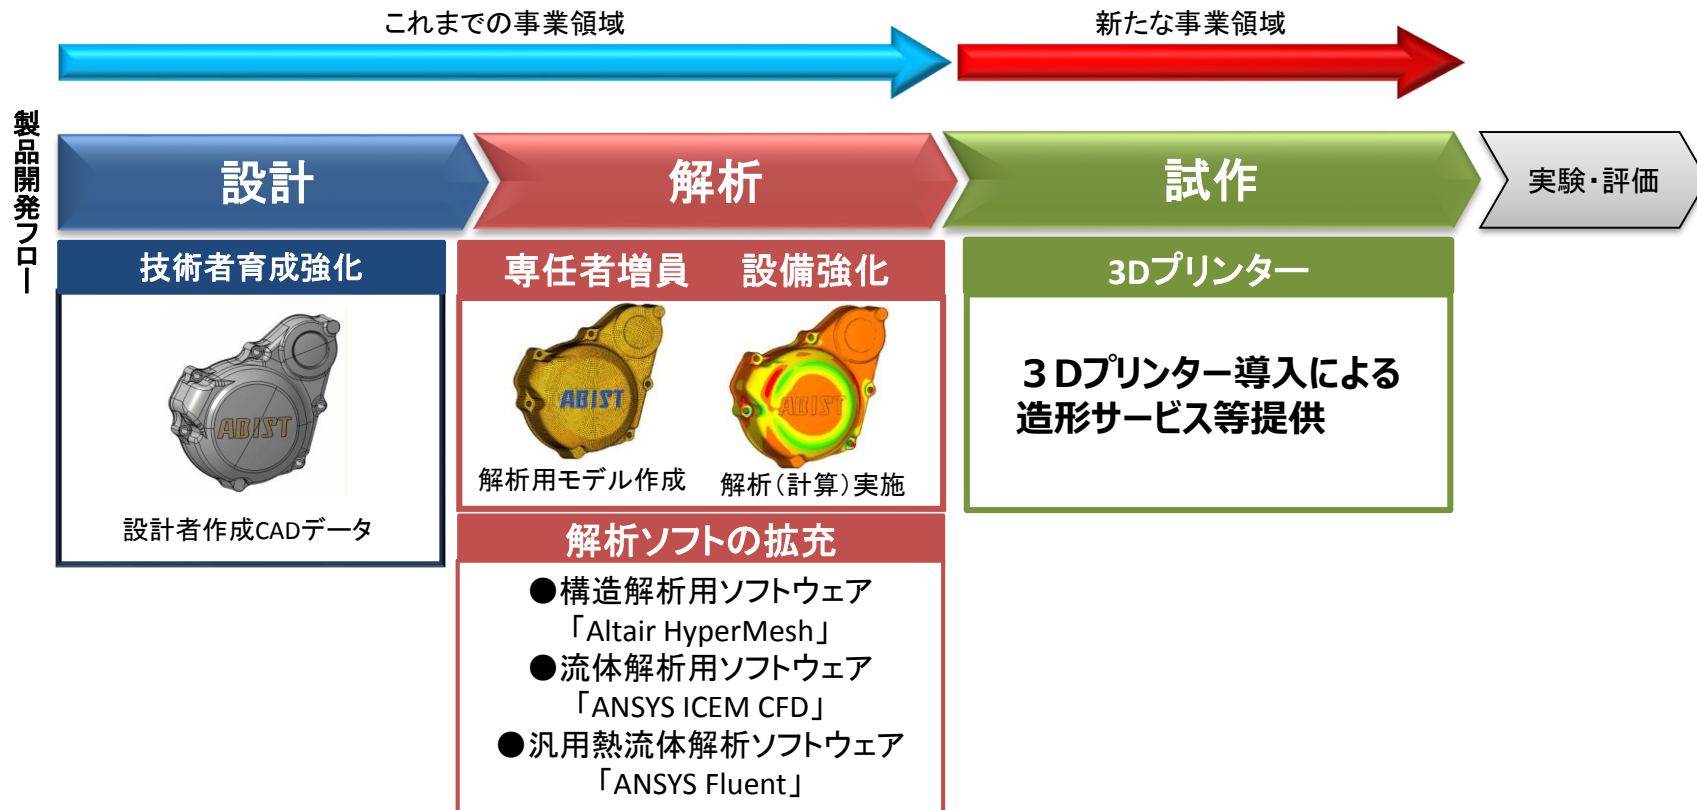 これまでの事業領域
新たな事業領域
製品開発フロー
設計
解析
試作
実験・評価
技術者育成強化
ABIST
設計者作成CADデータ
専任者増員 設備強化
ABIST
ABIST
解析用モデル作成
解析(計算)実施
解析ソフトの拡充
●構造解析用ソフトウェア
「Altair HyperMesh」
●流体解析用ソフトウェア
「ANSYS ICEM CFD」
●汎用熱流体解析ソフトウェア
「ANSYS Fluent」
3Dプリンター
3Dプリンター導入による
造形サービス等提供